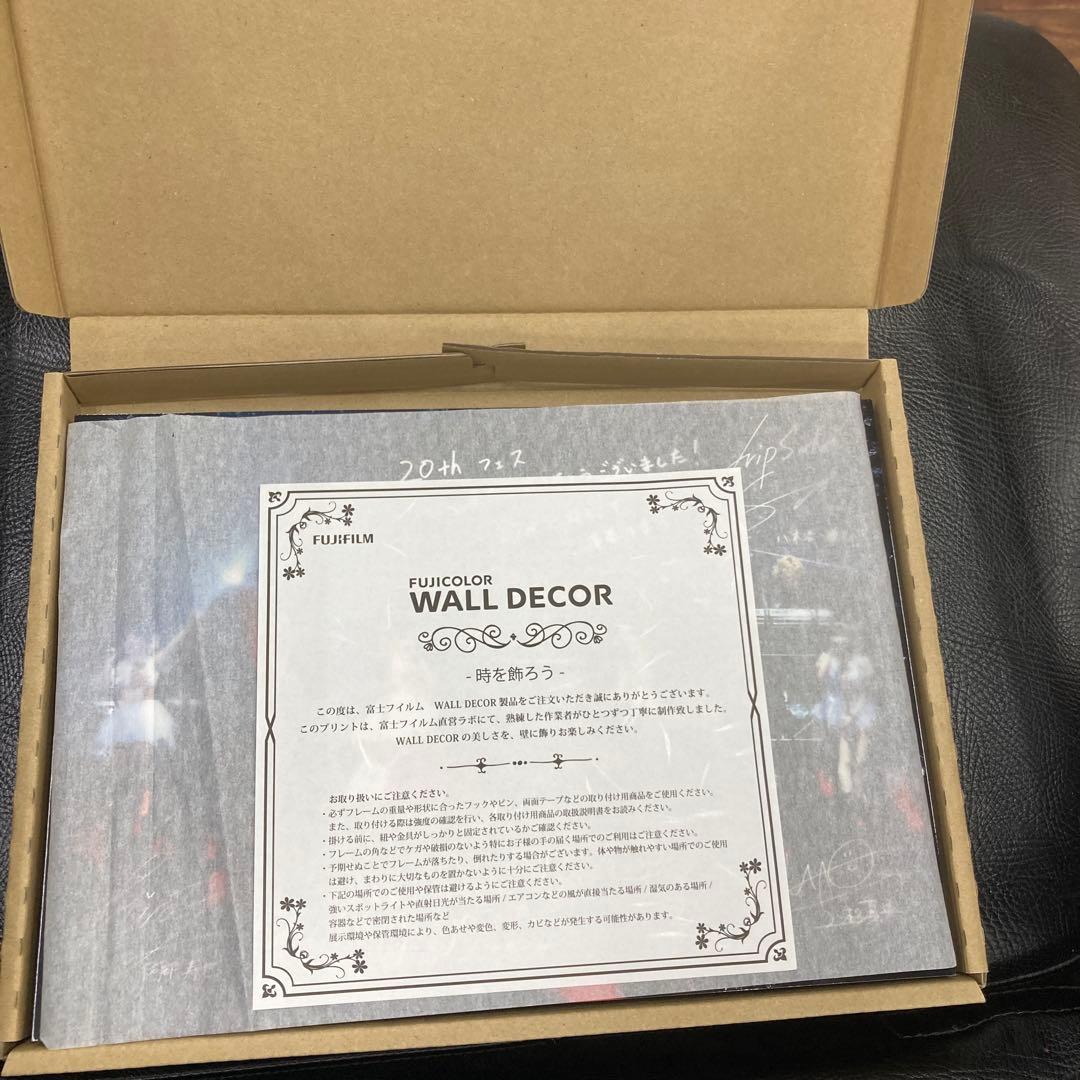 20th フェス
ございました!
fripSide
FUJIFILM
FUJICOLOR
WALL DECOR
- 時を飾ろう -
この度は、富士フイルム WALL DECOR 製品をご注文いただき誠にありがとうございます。
このプリントは、富士フイルム直営ラボにて、熟練した作業者がひとつずつ丁寧に制作致しました。
WALL DECOR の美しさを、壁に飾りお楽しみください。
お取り扱いにご注意ください。
・必ずフレームの重量や形状に合ったフックやピン、両面テープなどの取り付け用商品をご使用ください。
また、取り付ける際は強度の確認を行い、各取り付け用商品の取扱説明書をお読みください。
・掛ける前に、紐や金具がしっかりと固定されているかご確認ください。
・フレームの角などでケガや破損のないよう特にお子様の手の届く場所でのご利用はご注意ください。
・予期せぬことでフレームが落ちたり、倒れたりする場合がございます。体や物が触れやすい場所でのご使用
は避け、まわりに大切なものを置かないように十分にご注意ください。
・下記の場所でのご使用や保管は避けるようにご注意ください。
強いスポットライトや直射日光が当たる場所 / エアコンなどの風が直接当たる場所 / 湿気のある場所 /
容器などで密閉された場所など
展示環境や保管環境により、色あせや変色、変形、カビなどが発生する可能性があります。